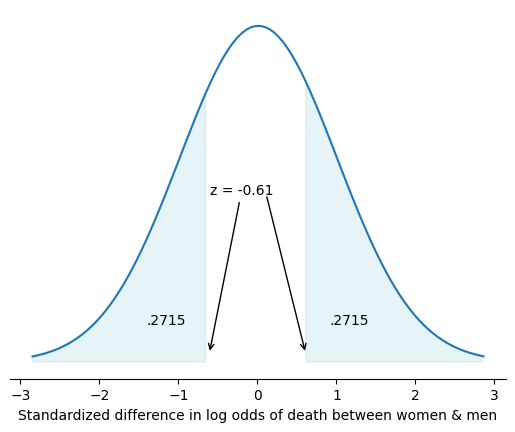 z = -0.61
.2715 .2715
−3 −2 −1 0 1 2 3
Standardized difference in log odds of death between women & men